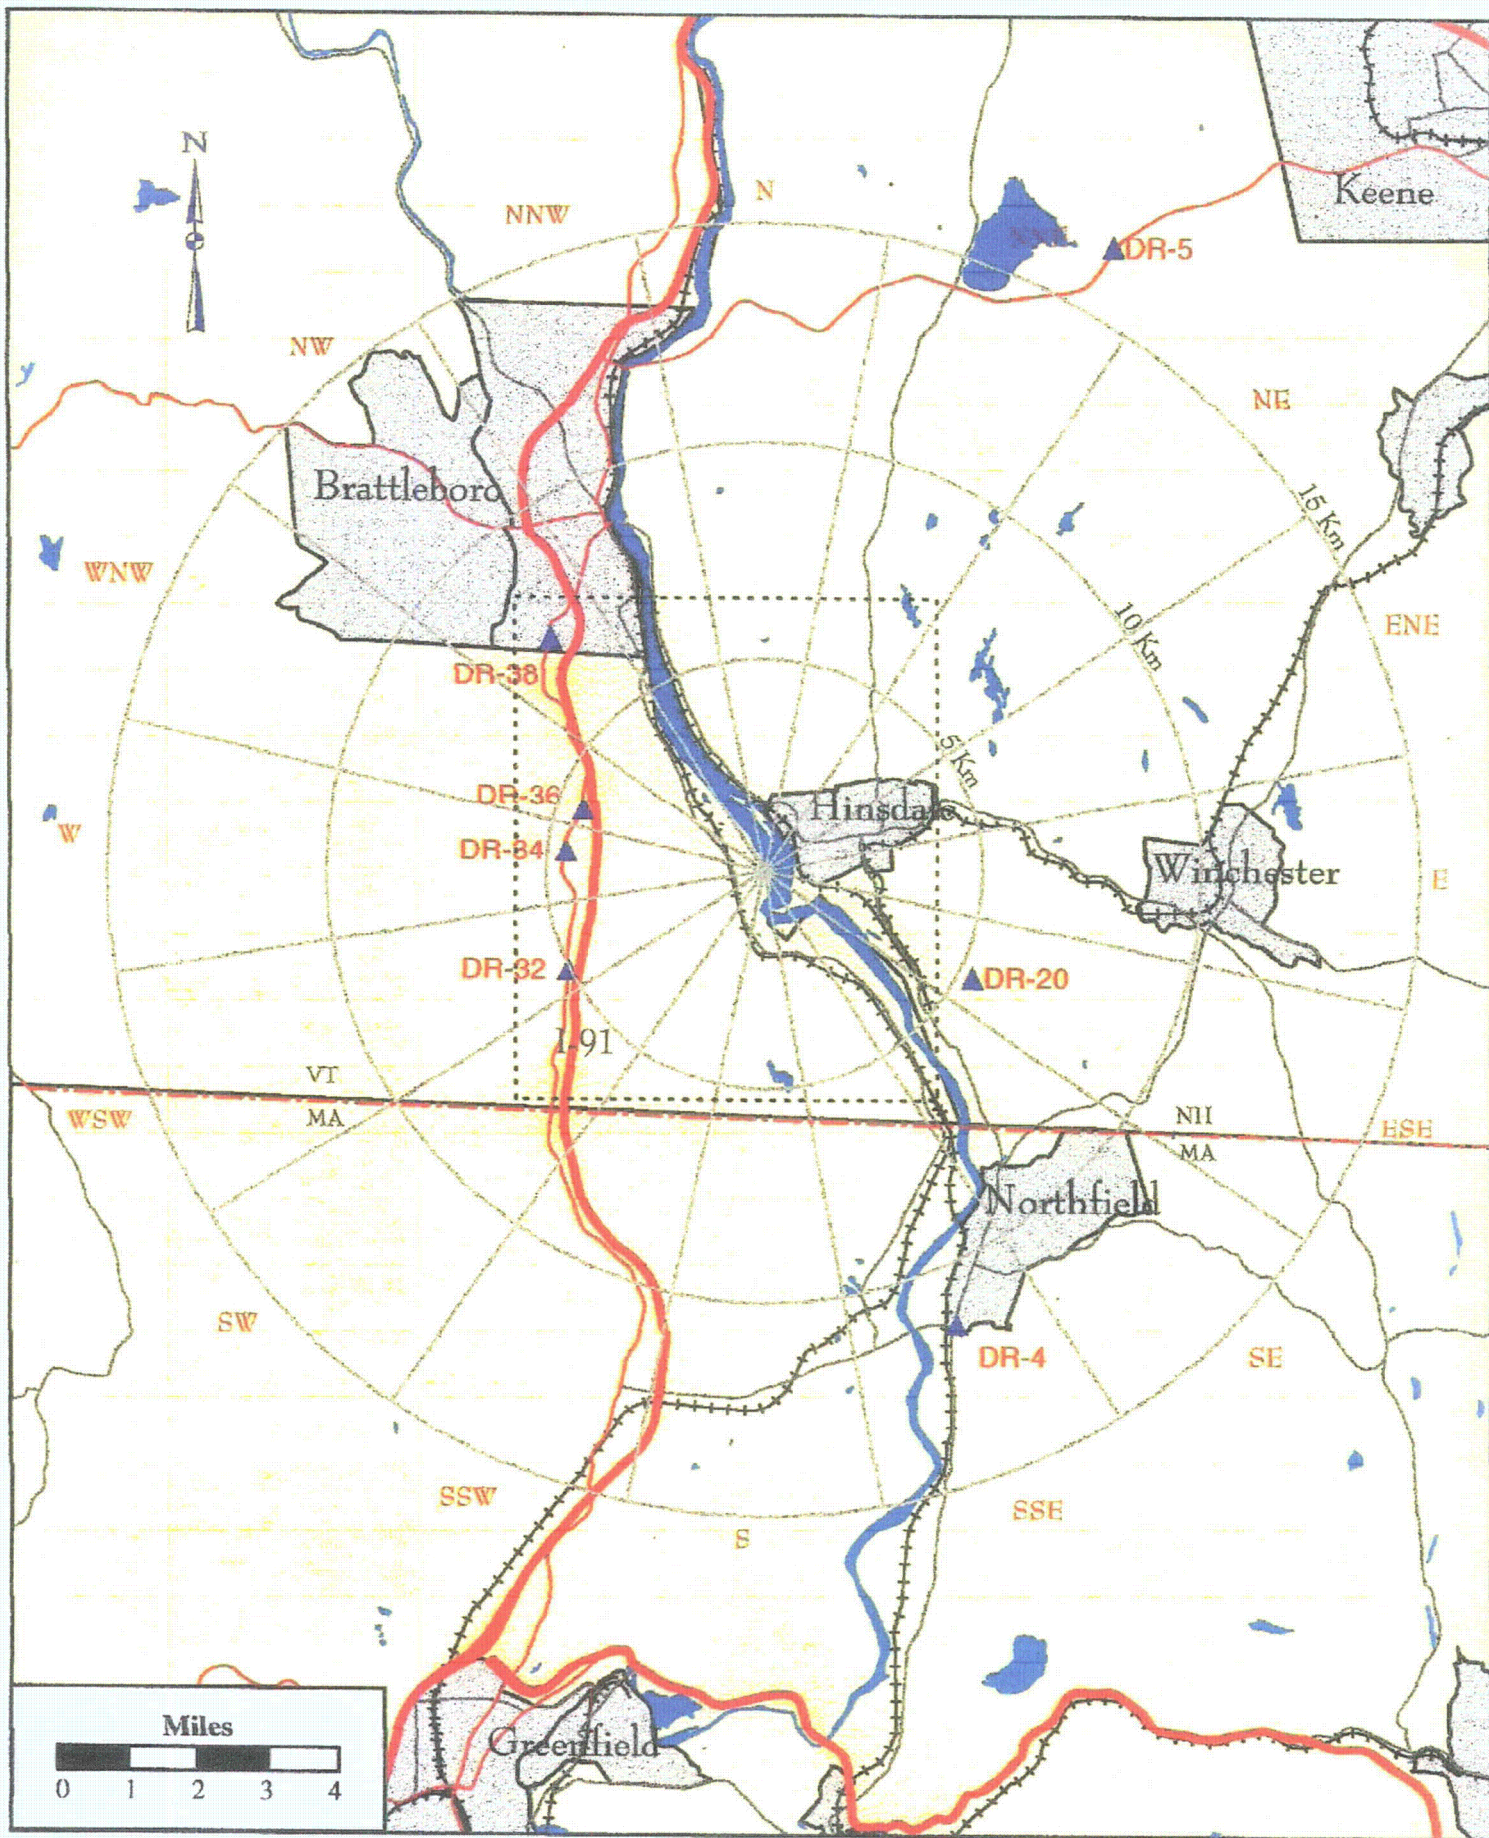 N
NNW
N
Keene
DR-5
NW
NE
Brattleboro
15 Km
WNW
10 Km
ENE
DR-38
5 Km
DR-36
Hinsdale
W
DR-34
Winchester
E
DR-32
DR-20
I-91
VT
WSW
MA
NH
ESE
MA
Northfield
SW
DR-4
SE
SSW
SSE
S
Miles
Greenfield
0 1 2 3 4